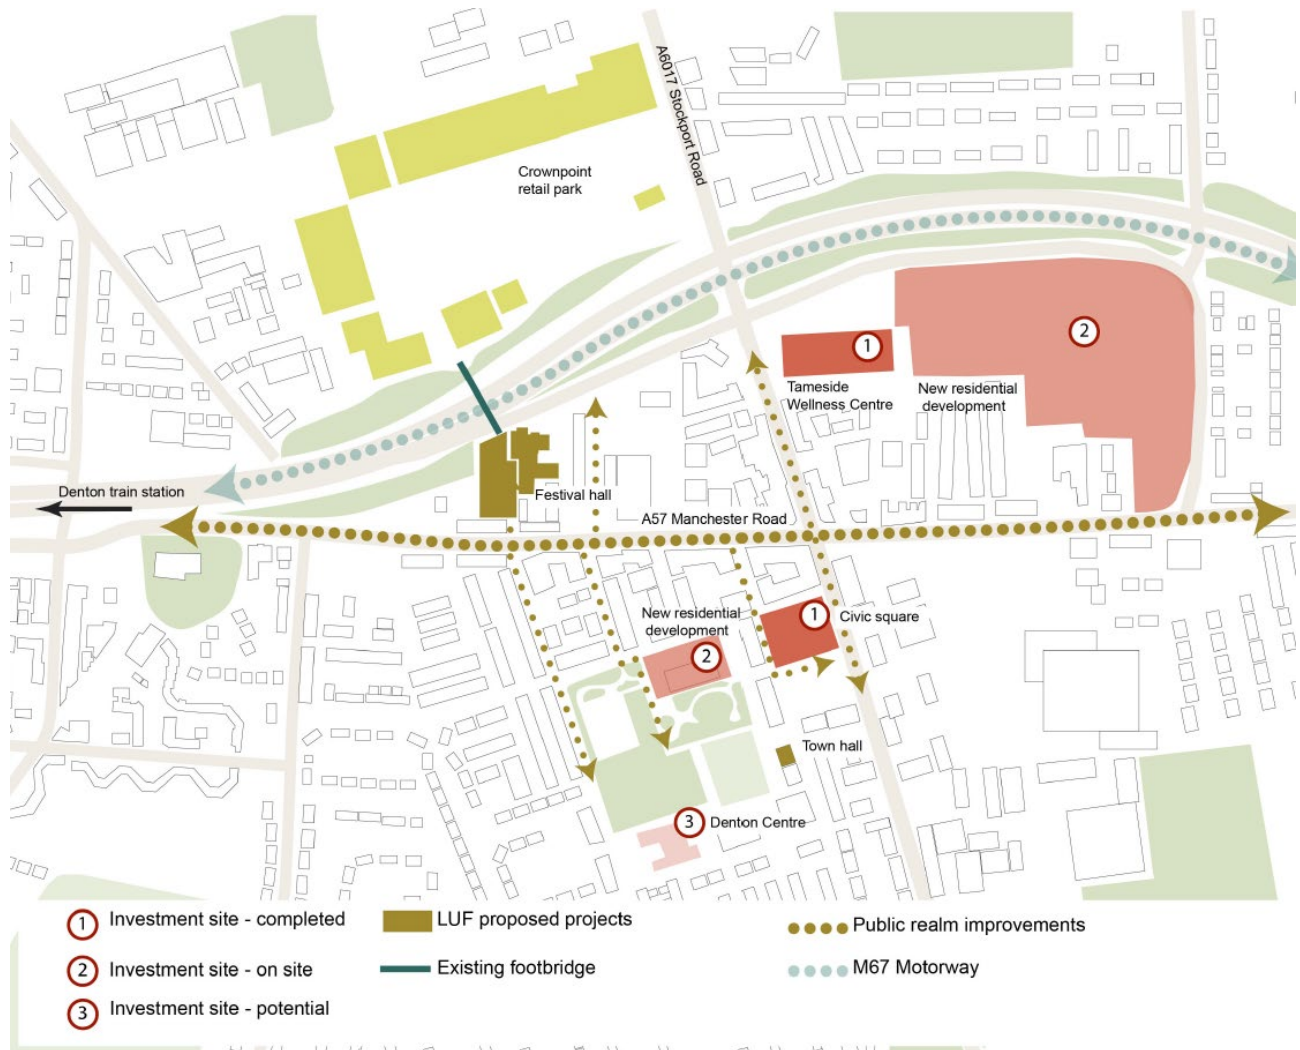 A6017 Stockport Road
Crownpoint
retail park
2
1
Tameside
Wellness Centre
New residential
development
Denton train station
Festival hall
A57 Manchester Road
New residential
development
2
1
Civic square
Town hall
3
Denton Centre
1 Investment site - completed
LUF proposed projects
Public realm improvements
2 Investment site - on site
Existing footbridge
M67 Motorway
3 Investment site - potential